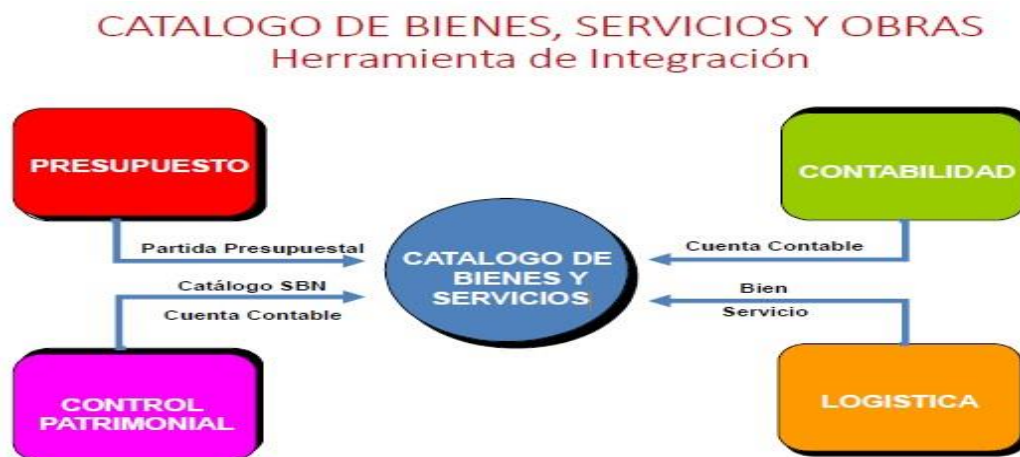 CATALOGO DE BIENES, SERVICIOS Y OBRAS
Herramienta de Integración
PRESUPUESTO
CONTABILIDAD
Partida Presupuestal
Cuenta Contable
CATALOGO DE
BIENES Y
SERVICIOS
Catálogo SBN
Cuenta Contable
Bien
Servicio
CONTROL
PATRIMONIAL
LOGISTICA